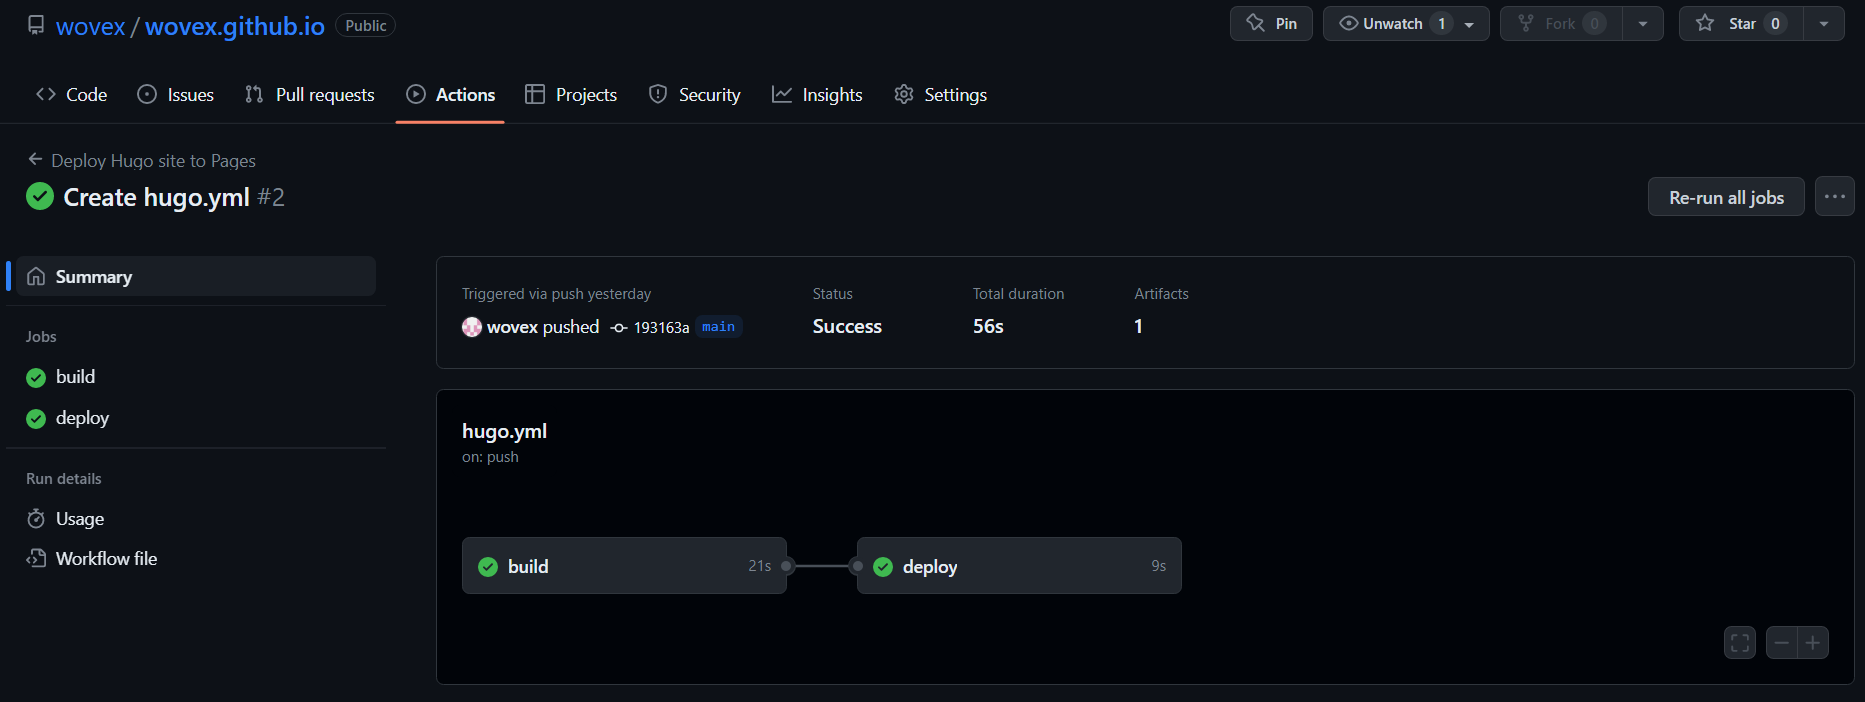 wovex / wovex.github.io Public
Pin
Unwatch 1
Fork 0
Star 0
Code
Issues
Pull requests
Actions
Projects
Security
Insights
Settings
Deploy Hugo site to Pages
Create hugo.yml #2
Re-run all jobs
Summary
Jobs
build
deploy
Run details
Usage
Workflow file
Triggered via push yesterday
wovex pushed 193163a main
Status
Success
Total duration
56s
Artifacts
1
hugo.yml
on: push
build 21s
deploy 9s